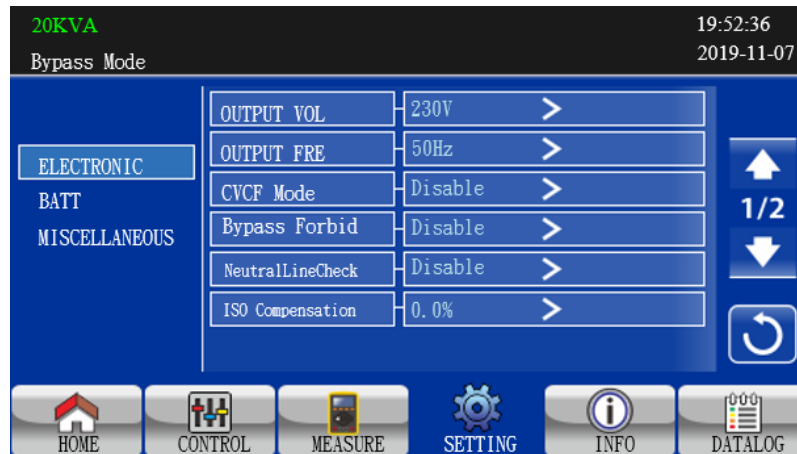 20KVA
19:52:36
Bypass Mode
2019-11-07
ELECTRONIC
BATT
MISCELLANEOUS
OUTPUT VOL 230V >
OUTPUT FRE 50Hz >
CVCF Mode Disable >
Bypass Forbid Disable >
NeutralLineCheck Disable >
ISO Compensation 0.0% >
1/2
HOME CONTROL MEASURE SETTING INFO DATALOG